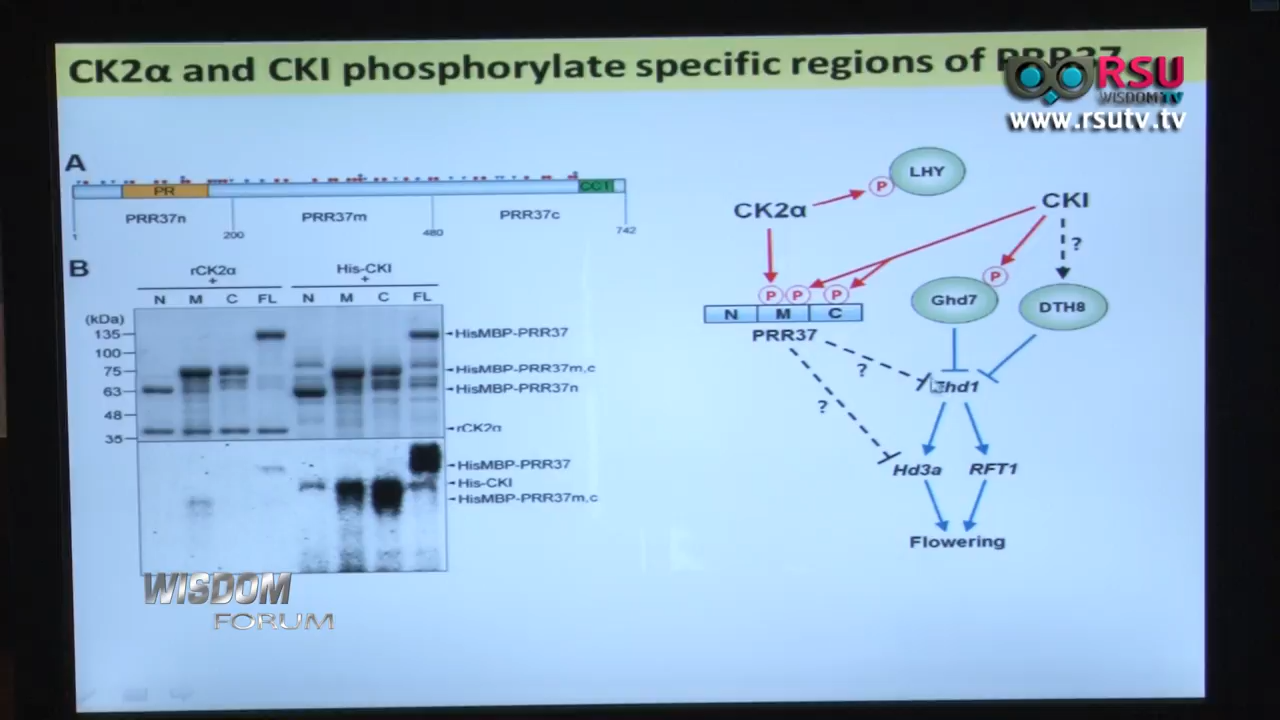 CK2α and CKI phosphorylate specific regions of PRR37
RSU
WISDOM TV
www.rsutv.tv
A
PR
CCT
PRR37n
PRR37m
PRR37c
1
200
480
742
B
rCK2α
His-CKI
+
+
N M C FL N M C FL
(kDa)
135
100
75
63
48
35
HisMBP-PRR37
HisMBP-PRR37m,c
HisMBP-PRR37n
rCK2α
HisMBP-PRR37
His-CKI
HisMBP-PRR37m,c
LHY
P
CK2α
CKI
?
P
P P P
Ghd7
DTH8
N M C
PRR37
?
Ehd1
?
Hd3a
RFT1
Flowering
WISDOM
FORUM